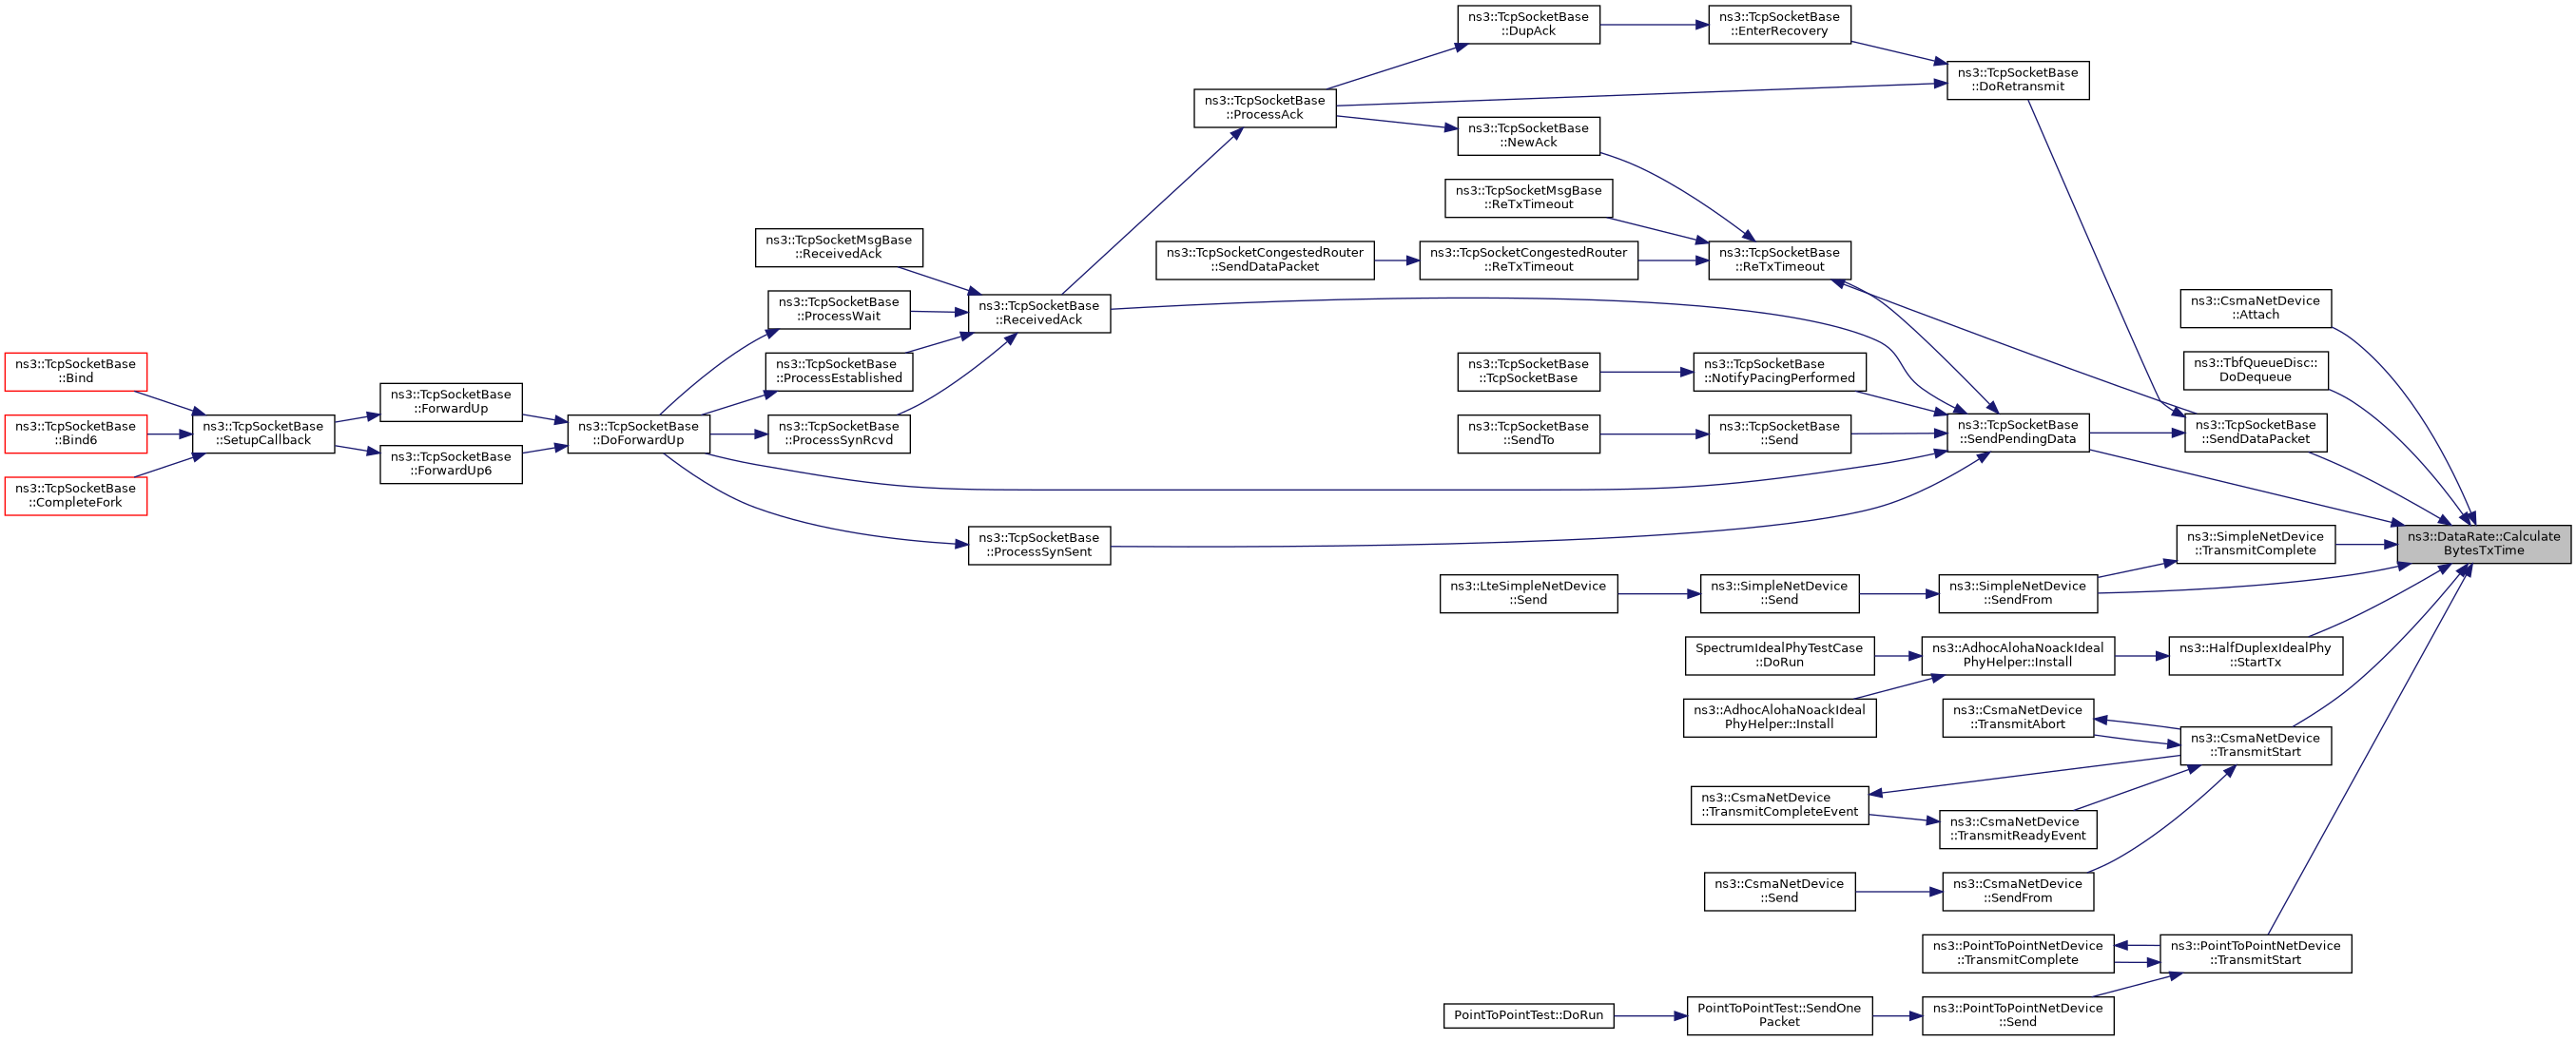 ns3::TcpSocketBase
::DupAck
ns3::TcpSocketBase
::EnterRecovery
ns3::TcpSocketBase
::DoRetransmit
ns3::TcpSocketBase
::ProcessAck
ns3::TcpSocketBase
::NewAck
ns3::TcpSocketMsgBase
::ReTxTimeout
ns3::TcpSocketMsgBase
::ReceivedAck
ns3::TcpSocketCongestedRouter
::SendDataPacket
ns3::TcpSocketCongestedRouter
::ReTxTimeout
ns3::TcpSocketBase
::ReTxTimeout
ns3::TcpSocketBase
::ProcessWait
ns3::TcpSocketBase
::ReceivedAck
ns3::CsmaNetDevice
::Attach
ns3::TcpSocketBase
::Bind
ns3::TcpSocketBase
::ProcessEstablished
ns3::TcpSocketBase
::TcpSocketBase
ns3::TcpSocketBase
::NotifyPacingPerformed
ns3::TbfQueueDisc::
DoDequeue
ns3::TcpSocketBase
::ForwardUp
ns3::TcpSocketBase
::Bind6
ns3::TcpSocketBase
::SetupCallback
ns3::TcpSocketBase
::DoForwardUp
ns3::TcpSocketBase
::ProcessSynRcvd
ns3::TcpSocketBase
::SendTo
ns3::TcpSocketBase
::Send
ns3::TcpSocketBase
::SendPendingData
ns3::TcpSocketBase
::SendDataPacket
ns3::TcpSocketBase
::ForwardUp6
ns3::TcpSocketBase
::CompleteFork
ns3::TcpSocketBase
::ProcessSynSent
ns3::SimpleNetDevice
::TransmitComplete
ns3::DataRate::Calculate
BytesTxTime
ns3::LteSimpleNetDevice
::Send
ns3::SimpleNetDevice
::Send
ns3::SimpleNetDevice
::SendFrom
SpectrumIdealPhyTestCase
::DoRun
ns3::AdhocAlohaNoackIdeal
PhyHelper::Install
ns3::HalfDuplexIdealPhy
::StartTx
ns3::AdhocAlohaNoackIdeal
PhyHelper::Install
ns3::CsmaNetDevice
::TransmitAbort
ns3::CsmaNetDevice
::TransmitStart
ns3::CsmaNetDevice
::TransmitCompleteEvent
ns3::CsmaNetDevice
::TransmitReadyEvent
ns3::CsmaNetDevice
::Send
ns3::CsmaNetDevice
::SendFrom
ns3::PointToPointNetDevice
::TransmitComplete
ns3::PointToPointNetDevice
::TransmitStart
PointToPointTest::DoRun
PointToPointTest::SendOne
Packet
ns3::PointToPointNetDevice
::Send